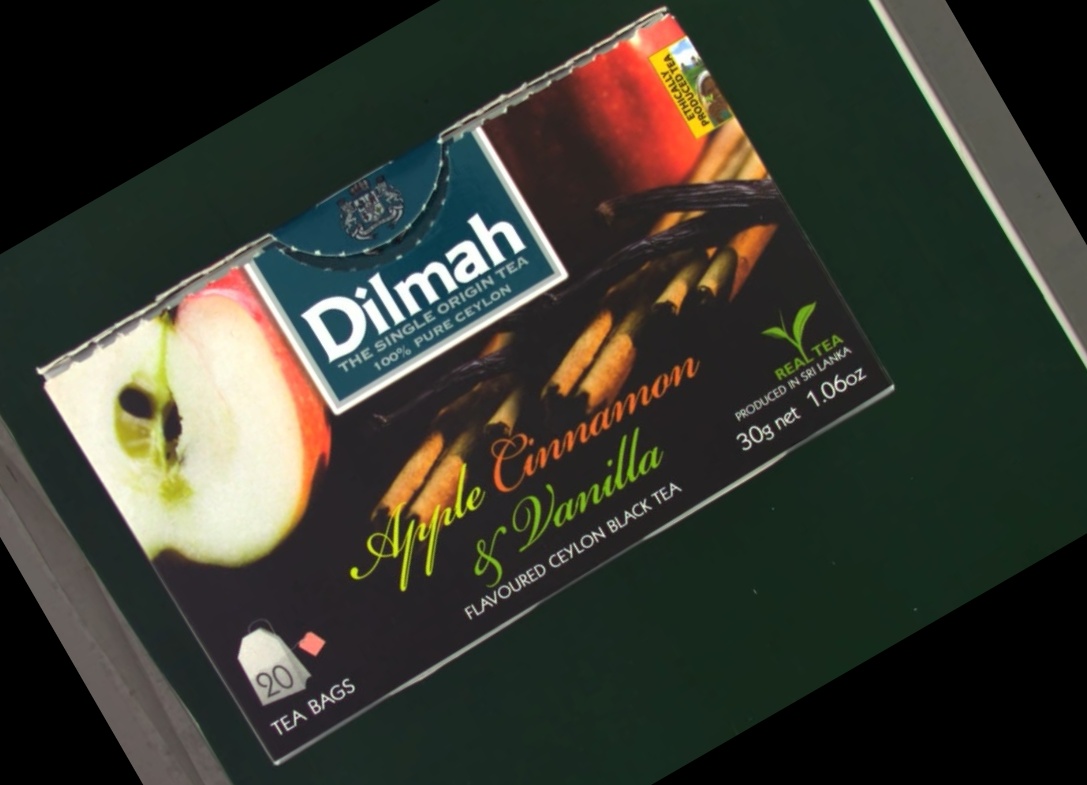 ETHICALLY
PRODUCED TEA
Dilmah
THE SINGLE ORIGIN TEA
100% PURE CEYLON
Apple Cinnamon
& Vanilla
FLAVOURED CEYLON BLACK TEA
REAL TEA
PRODUCED IN SRI LANKA
30g net 1.06oz
20
TEA BAGS